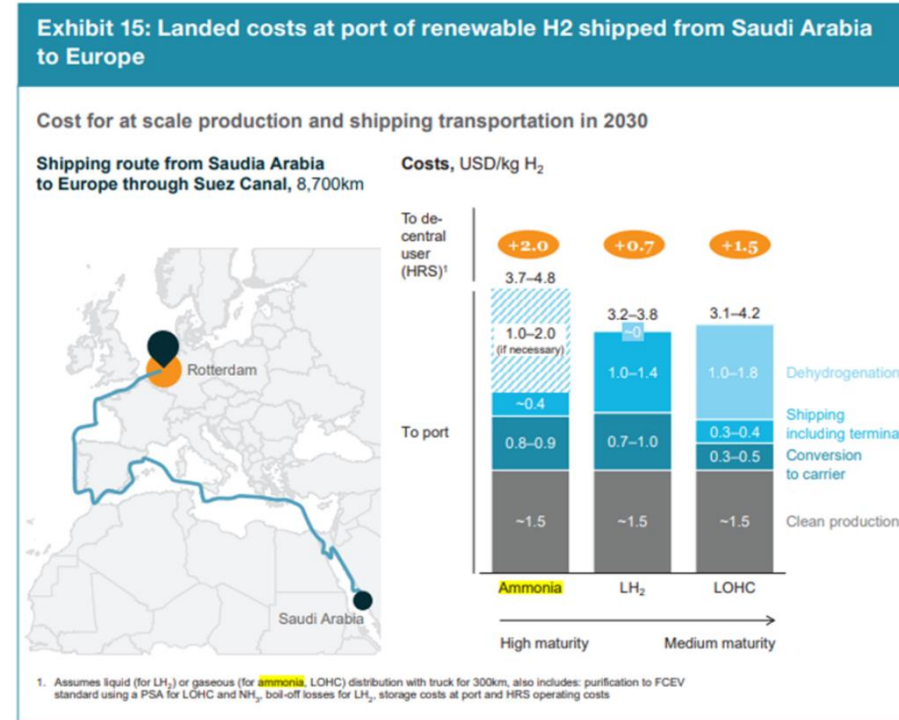 Exhibit 15: Landed costs at port of renewable H2 shipped from Saudi Arabia
to Europe
Cost for at scale production and shipping transportation in 2030
Shipping route from Saudia Arabia
to Europe through Suez Canal, 8,700km
Rotterdam
Saudi Arabia
Costs, USD/kg H₂
To de-
central
user
(HRS)¹
+2.0
+0.7
+1.5
To port
3.7–4.8
1.0–2.0
(if necessary)
~0.4
0.8–0.9
~1.5
3.2–3.8
~0
1.0–1.4
0.7–1.0
~1.5
3.1–4.2
1.0–1.8
0.3–0.4
0.3–0.5
~1.5
Dehydrogenation
Shipping
including termina
Conversion
to carrier
Clean production
Ammonia
LH₂
LOHC
High maturity
Medium maturity
1. Assumes liquid (for LH₂) or gaseous (for ammonia, LOHC) distribution with truck for 300km, also includes: purification to FCEV
standard using a PSA for LOHC and NH₃, boil-off losses for LH₂, storage costs at port and HRS operating costs